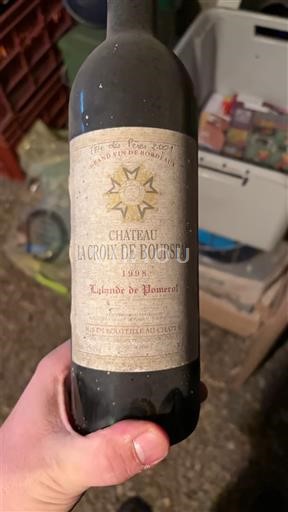 Fête des Pères 2001
GRAND VIN DE BORDEAUX
CHATEAU
LA CROIX DE BOURSEAU
1998
Lalande de Pomerol
MIS EN BOUTEILLE AU CHATEAU